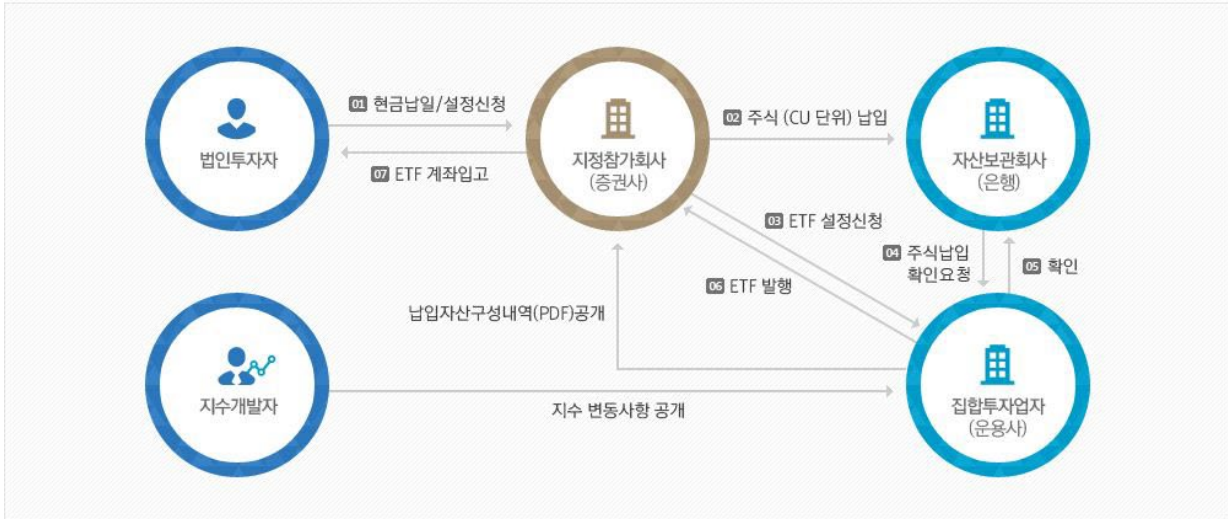 01 현금납일/설정신청
법인투자자
07 ETF 계좌입고
지정참가회사
(증권사)
02 주식 (CU 단위) 납입
자산보관회사
(은행)
03 ETF 설정신청
04 주식납입
확인요청
05 확인
06 ETF 발행
납입자산구성내역(PDF)공개
지수개발자
지수 변동사항 공개
집합투자업자
(운용사)